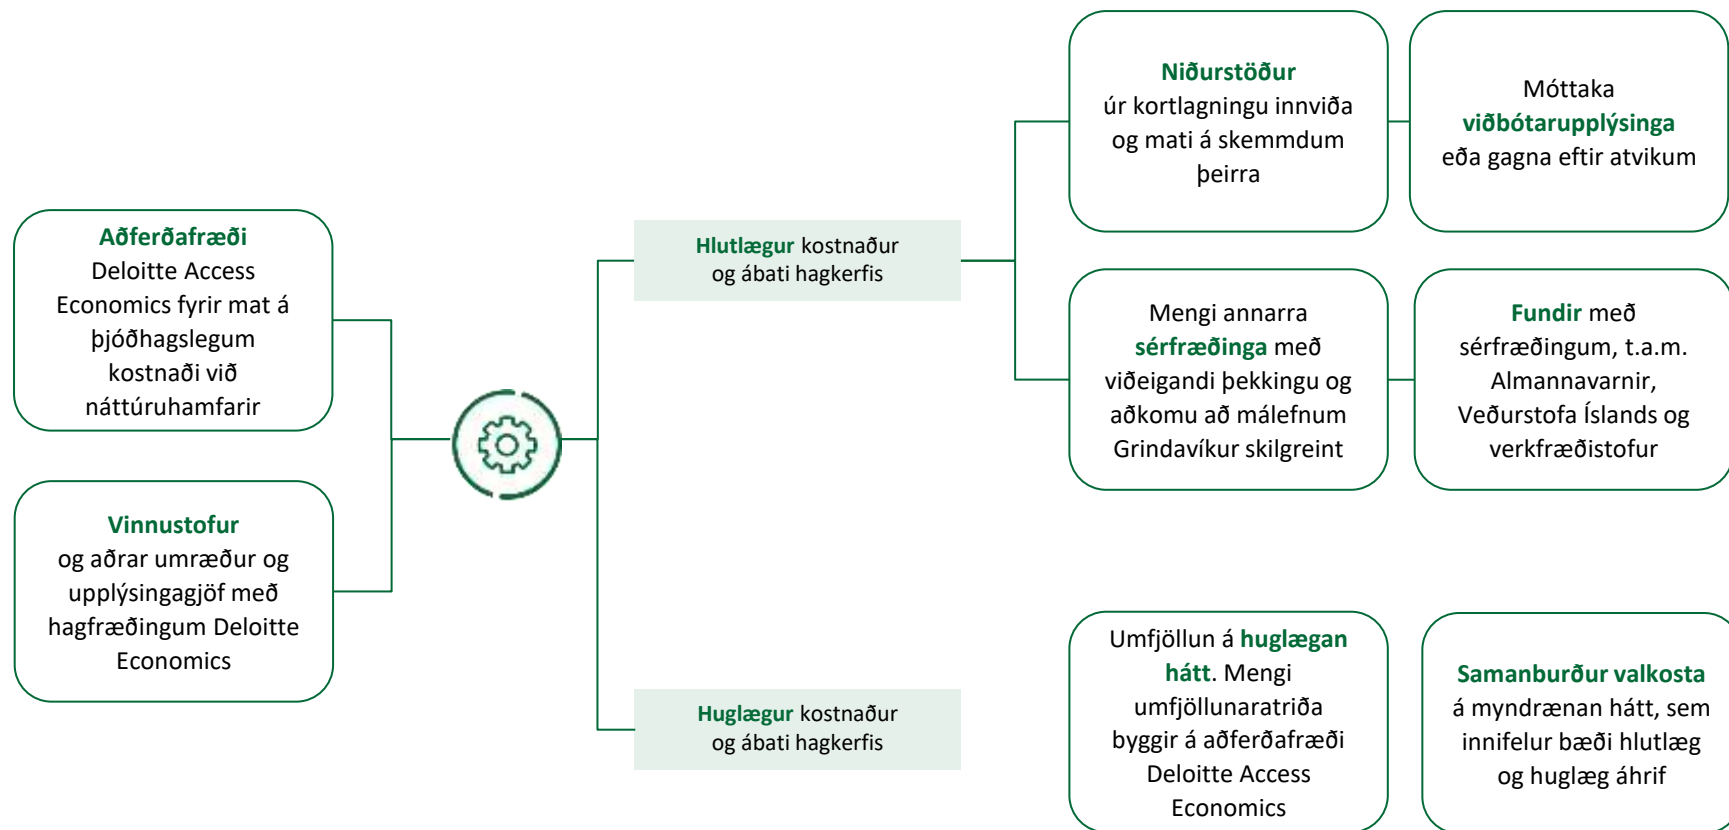 Aðferðafræði
Deloitte Access
Economics fyrir mat á
þjóðhagslegum
kostnaði við
náttúruhamfarir
Vinnustofur
og aðrar umræður og
upplýsingagjöf með
hagfræðingum Deloitte
Economics
Hlutlægur kostnaður
og ábati hagkerfis
Huglægur kostnaður
og ábati hagkerfis
Niðurstöður
úr kortlagningu innviða
og mati á skemmdum
þeirra
Móttaka
viðbótarupplýsinga
eða gagna eftir atvikum
Mengi annarra
sérfræðinga með
viðeigandi þekkingu og
aðkomu að málefnum
Grindavíkur skilgreint
Fundir með
sérfræðingum, t.a.m.
Almannavarnir,
Veðurstofa Íslands og
verkfræðistofur
Umfjöllun á huglægan
hátt. Mengi
umfjöllunaratriða
byggir á aðferðafræði
Deloitte Access
Economics
Samanburður valkosta
á myndrænan hátt, sem
innifelur bæði hlutlæg
og huglæg áhrif